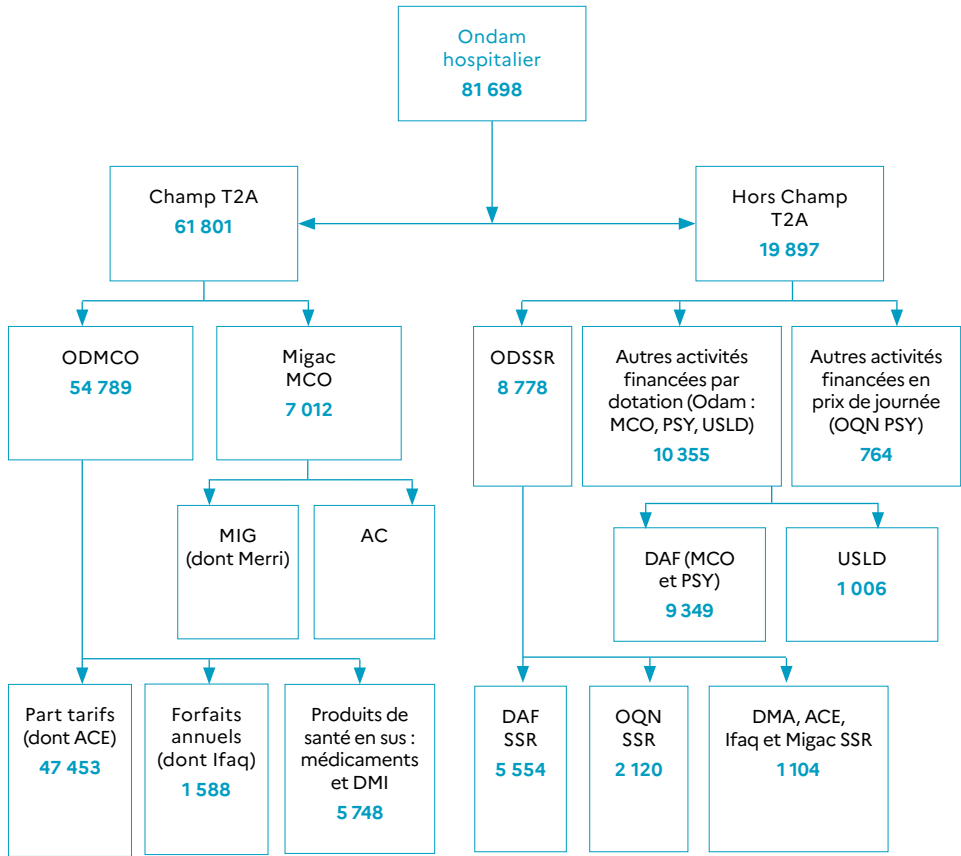 Ondam
hospitalier
81 698
Champ T2A
61 801
Hors Champ
T2A
19 897
ODMCO
54 789
Migac
MCO
7 012
ODSSR
8 778
Autres activités
financées par
dotation (Odam :
MCO, PSY, USLD)
10 355
Autres activités
financées en
prix de journée
(OQN PSY)
764
MIG
(dont Merri)
AC
DAF (MCO
et PSY)
9 349
USLD
1 006
Part tarifs
(dont ACE)
47 453
Forfaits
annuels
(dont Ifaq)
1 588
Produits de
santé en sus :
médicaments
et DMI
5 748
DAF
SSR
5 554
OQN
SSR
2 120
DMA, ACE,
Ifaq et Migac SSR
1 104